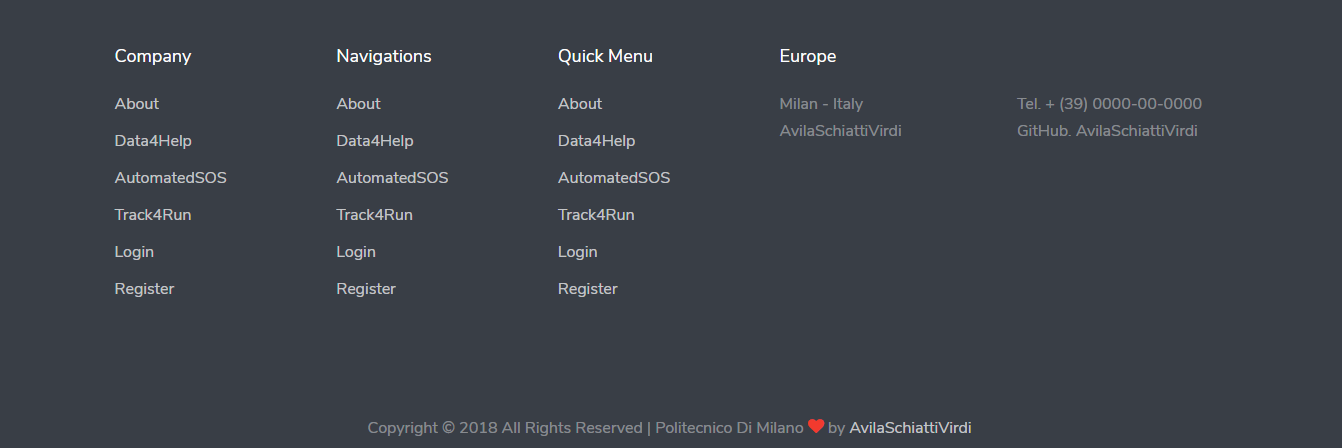 Company
About
Data4Help
AutomatedSOS
Track4Run
Login
Register
Navigations
About
Data4Help
AutomatedSOS
Track4Run
Login
Register
Quick Menu
About
Data4Help
AutomatedSOS
Track4Run
Login
Register
Europe
Milan - Italy
AvilaSchiattiVirdi
Tel. + (39) 0000-00-0000
GitHub. AvilaSchiattiVirdi
Copyright © 2018 All Rights Reserved | Politecnico Di Milano ❤ by AvilaSchiattiVirdi